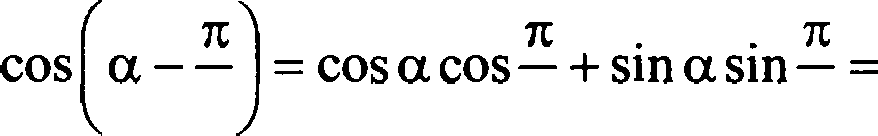 cos(α − π/) = cos α cos π/ + sin α sin π/ =